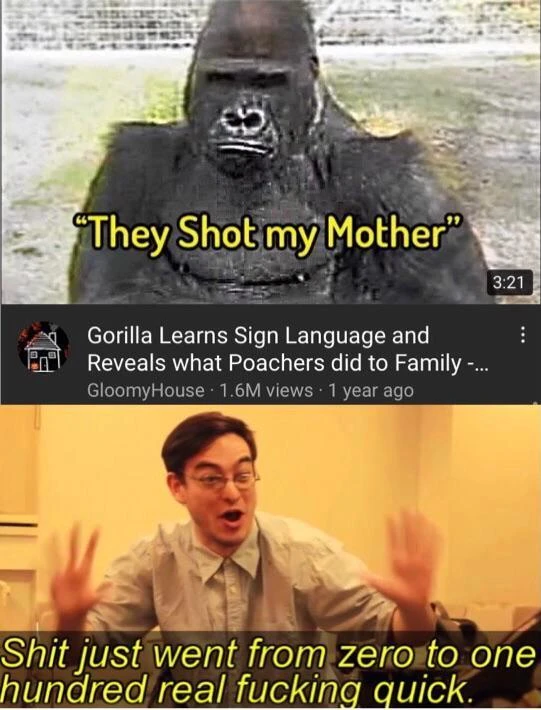 “They Shot my Mother”
3:21
Gorilla Learns Sign Language and
Reveals what Poachers did to Family -...
GloomyHouse · 1.6M views · 1 year ago
Shit just went from zero to one
hundred real fucking quick.